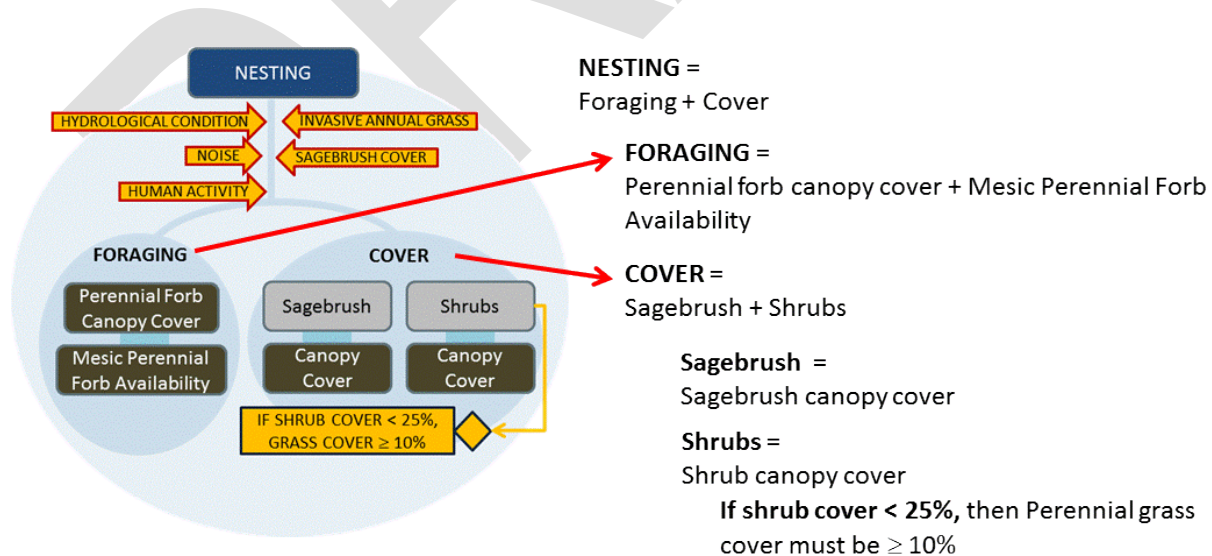 NESTING
HYDROLOGICAL CONDITION
INVASIVE ANNUAL GRASS
NOISE
SAGEBRUSH COVER
HUMAN ACTIVITY
FORAGING
COVER
Perennial Forb
Canopy Cover
Mesic Perennial
Forb Availability
Sagebrush
Shrubs
Canopy
Cover
Canopy
Cover
IF SHRUB COVER < 25%,
GRASS COVER ≥ 10%
NESTING =
Foraging + Cover
FORAGING =
Perennial forb canopy cover + Mesic Perennial Forb
Availability
COVER =
Sagebrush + Shrubs
Sagebrush =
Sagebrush canopy cover
Shrubs =
Shrub canopy cover
If shrub cover < 25%, then Perennial grass
cover must be ≥ 10%